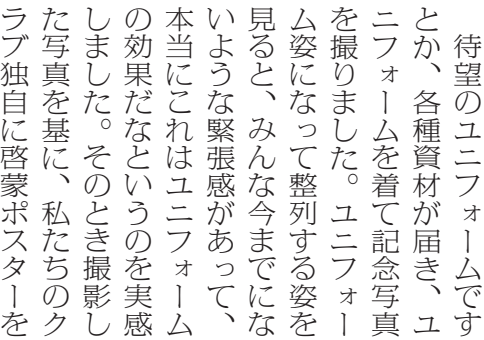 待望のユニフォームです
とか、各種資材が届き、ユ
ニフォームを着て記念写真
を撮りました。ユニフォー
ム姿になって整列する姿を
見ると、みんな今までにな
いような緊張感があって、
本当にこれはユニフォーム
の効果だなというのを実感
しました。そのとき撮影し
た写真を基に、私たちのク
ラブ独自に啓蒙ポスターを